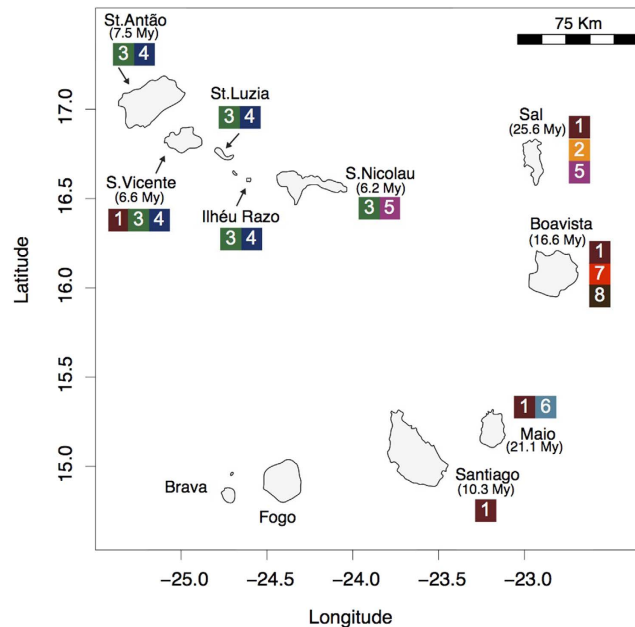 St.Antão
(7.5 My)
3 4
75 Km
St.Luzia
3 4
Sal
(25.6 My)
1
2
5
S.Vicente
(6.6 My)
1 3 4
Ilhéu Razo
3 4
S.Nicolau
(6.2 My)
3 5
Boavista
(16.6 My)
1
7
8
1 6
Maio
(21.1 My)
Santiago
(10.3 My)
1
Brava
Fogo
17.0
16.5
16.0
15.5
15.0
Latitude
−25.0 −24.5 −24.0 −23.5 −23.0
Longitude